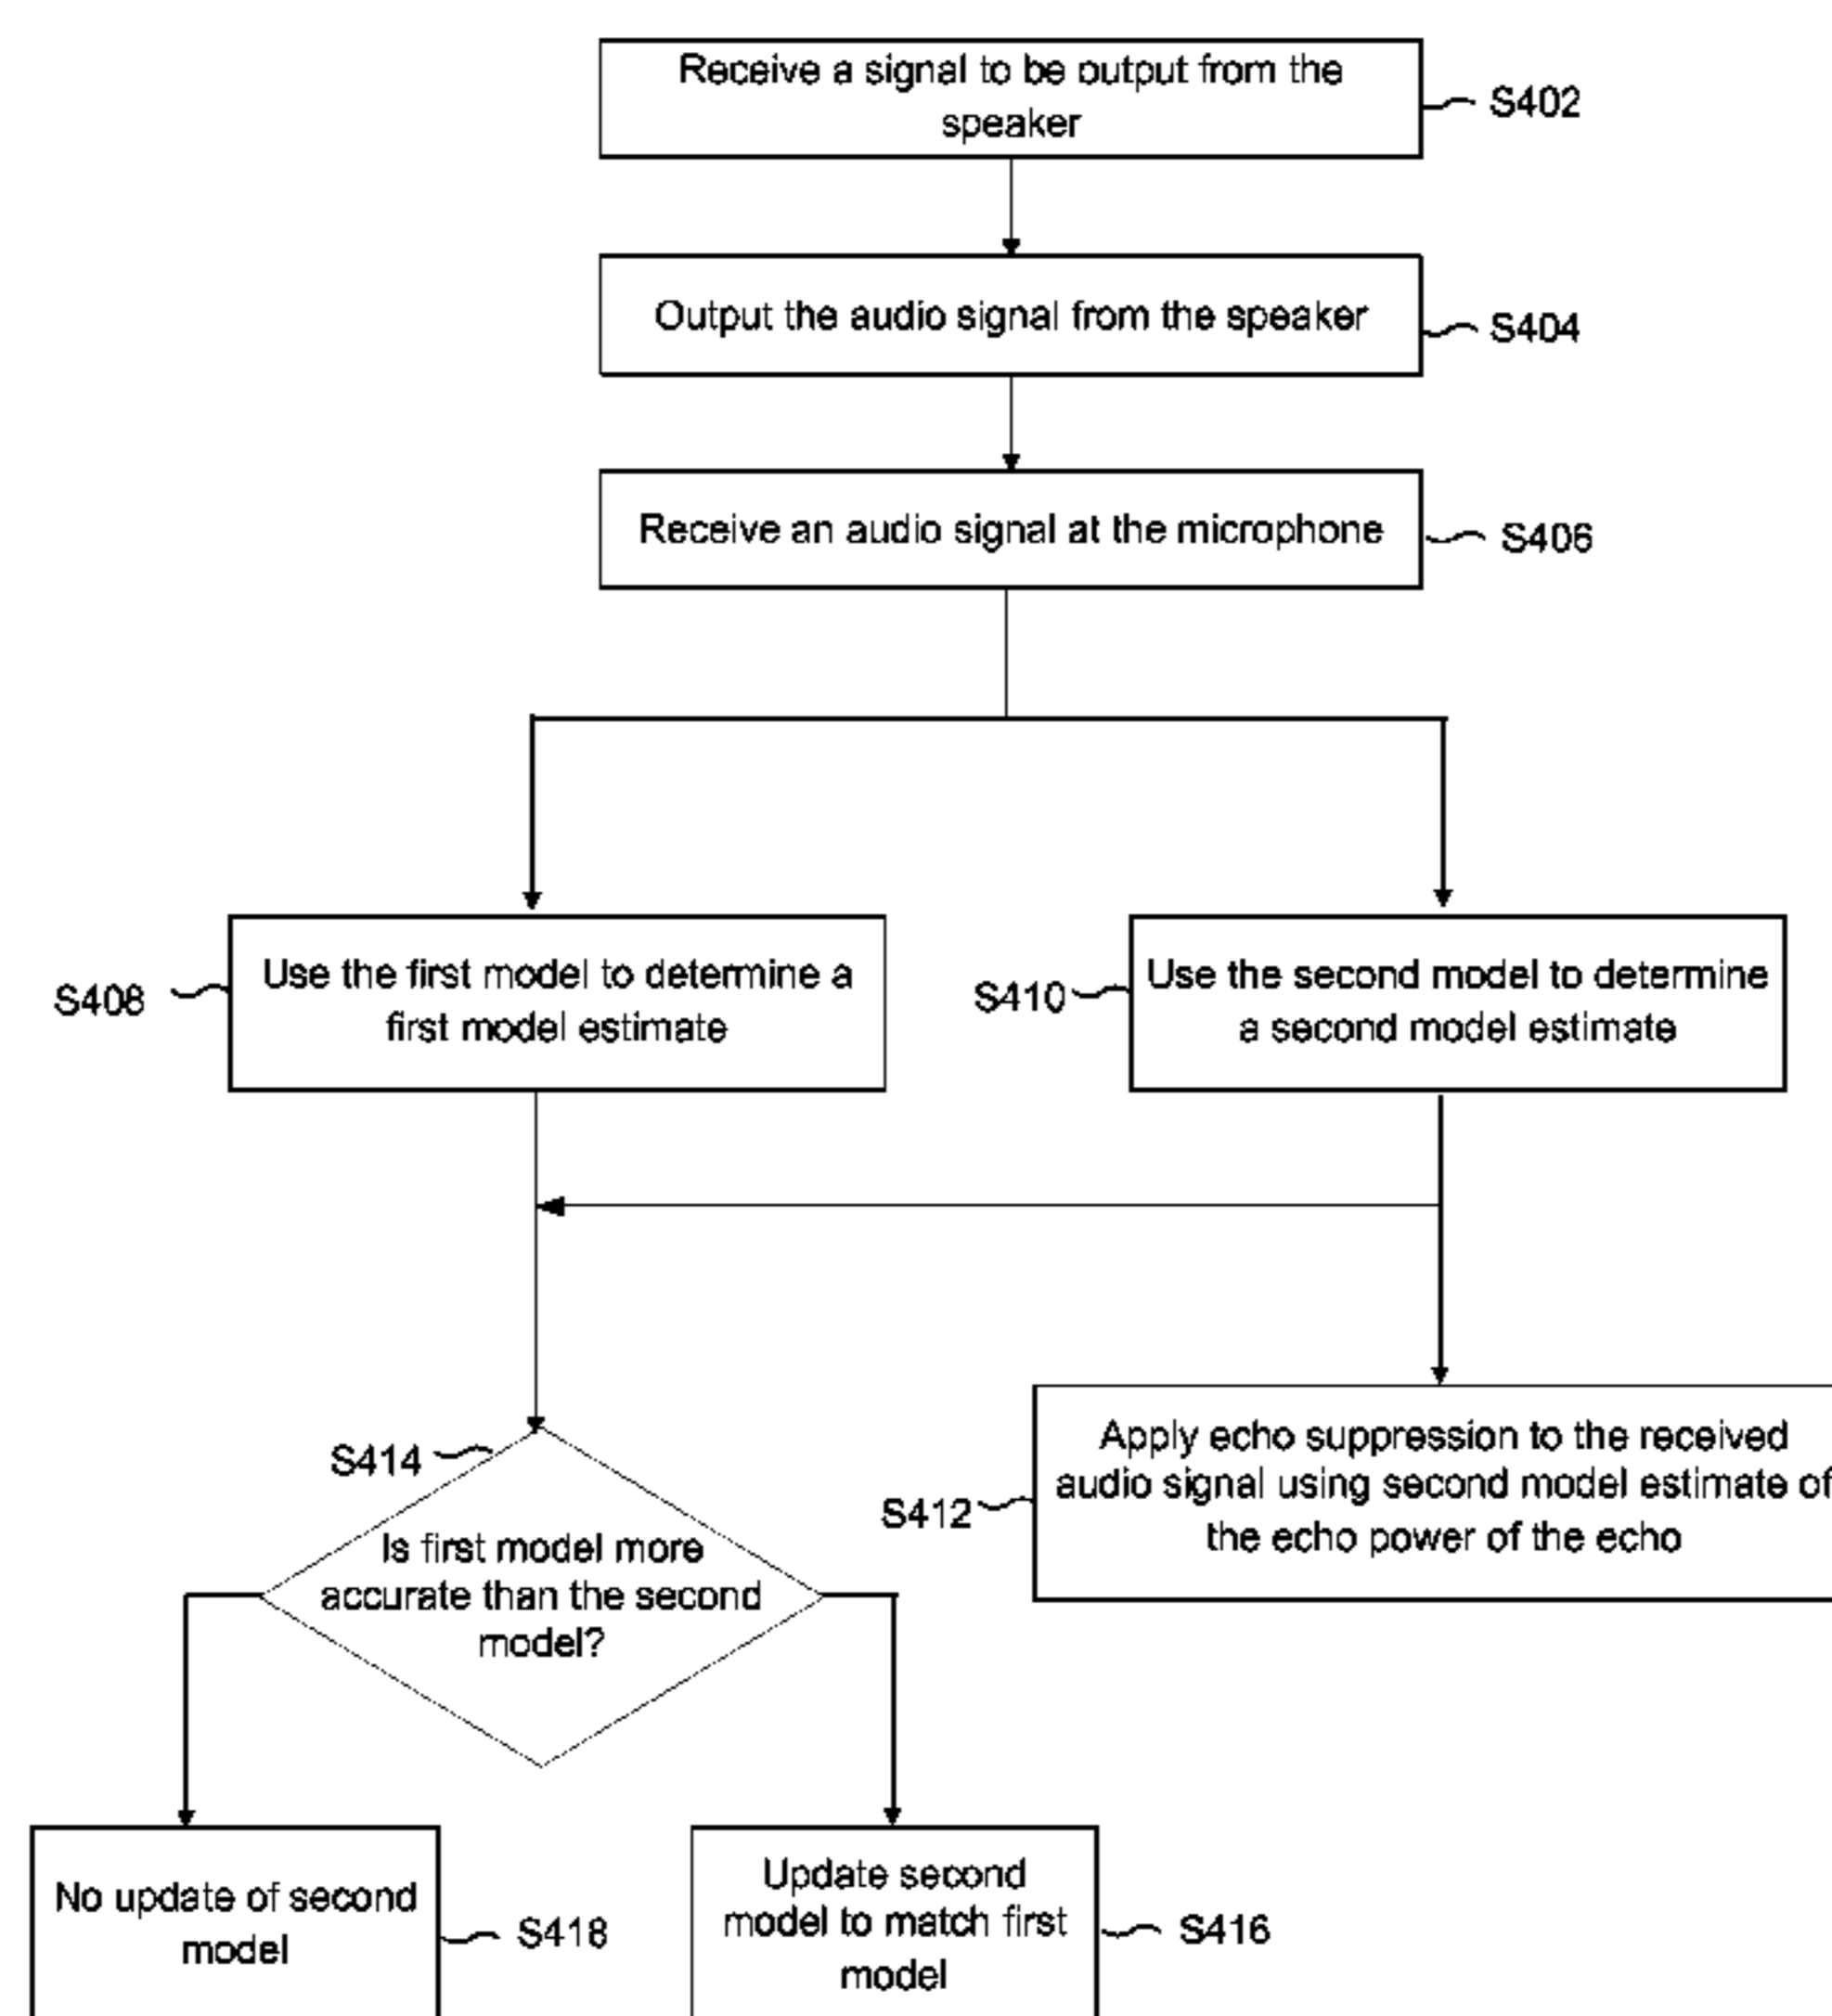 Receive a signal to be output from the
speaker
S402
Output the audio signal from the speaker
S404
Receive an audio signal at the microphone
S406
S408
Use the first model to determine a
first model estimate
S410
Use the second model to determine
a second model estimate
S414
Is first model more
accurate than the second
model?
S412
Apply echo suppression to the received
audio signal using second model estimate of
the echo power of the echo
No update of second
model
S418
Update second
model to match first
model
S416